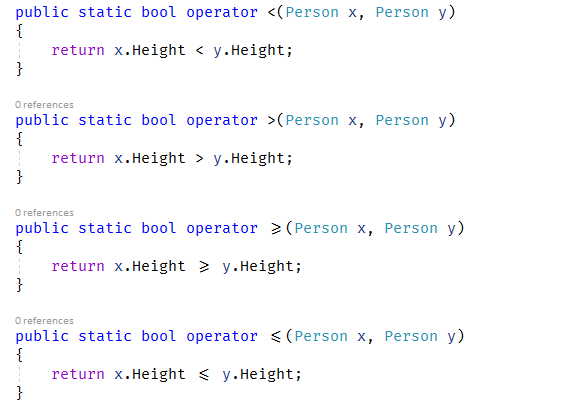 public static bool operator <(Person x, Person y)
{
    return x.Height < y.Height;
}
0 references
public static bool operator >(Person x, Person y)
{
    return x.Height > y.Height;
}
0 references
public static bool operator ⩾(Person x, Person y)
{
    return x.Height ⩾ y.Height;
}
0 references
public static bool operator ⩽(Person x, Person y)
{
    return x.Height ⩽ y.Height;
}